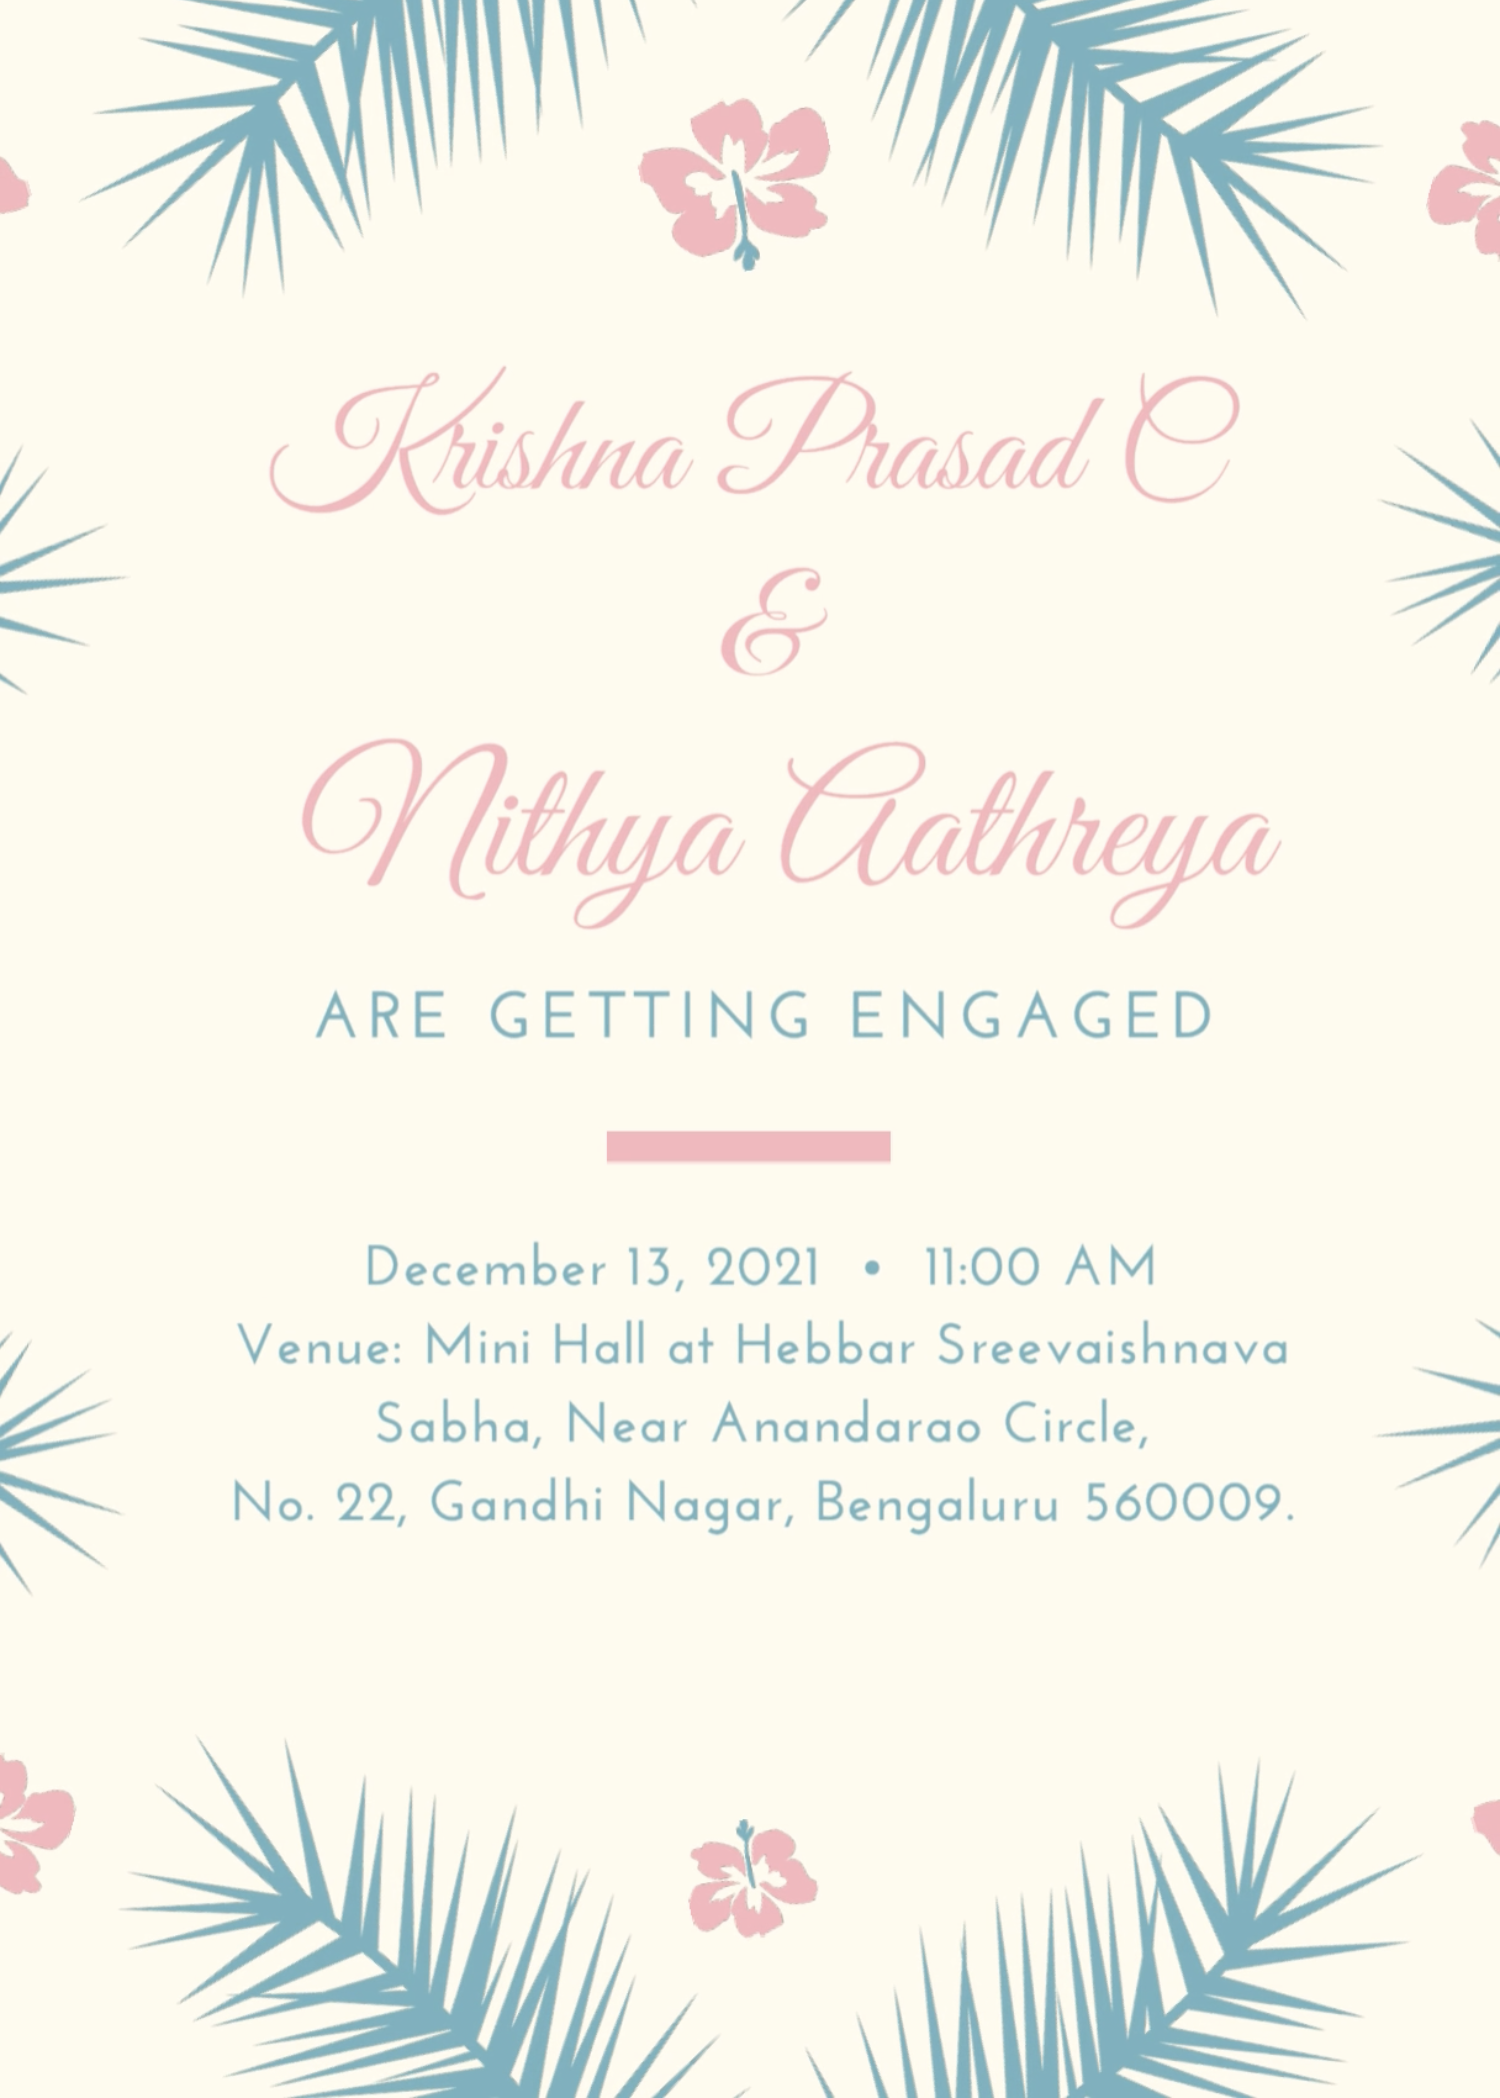 Krishna Prasad C
&
Nithya Aathreya
ARE GETTING ENGAGED
December 13, 2021 • 11:00 AM
Venue: Mini Hall at Hebbar Sreevaishnava
Sabha, Near Anandarao Circle,
No. 22, Gandhi Nagar, Bengaluru 560009.